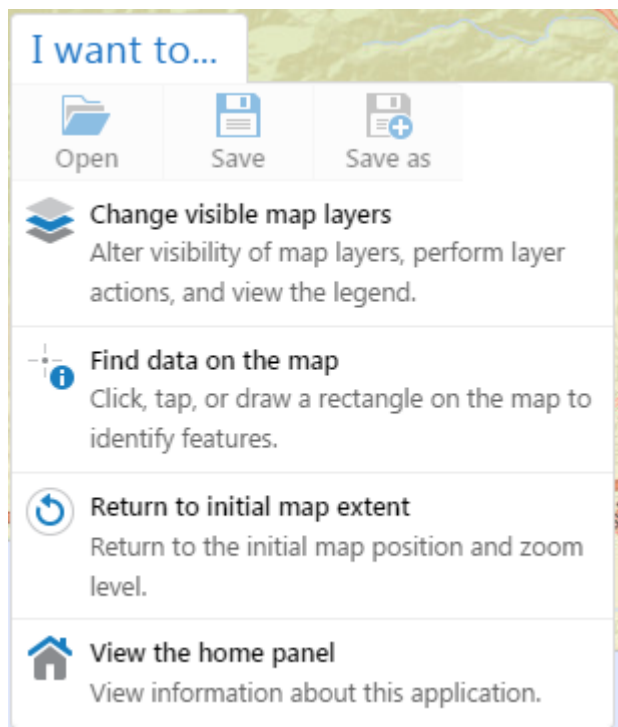 I want to...
Open Save Save as
Change visible map layers
Alter visibility of map layers, perform layer
actions, and view the legend.
Find data on the map
Click, tap, or draw a rectangle on the map to
identify features.
Return to initial map extent
Return to the initial map position and zoom
level.
View the home panel
View information about this application.